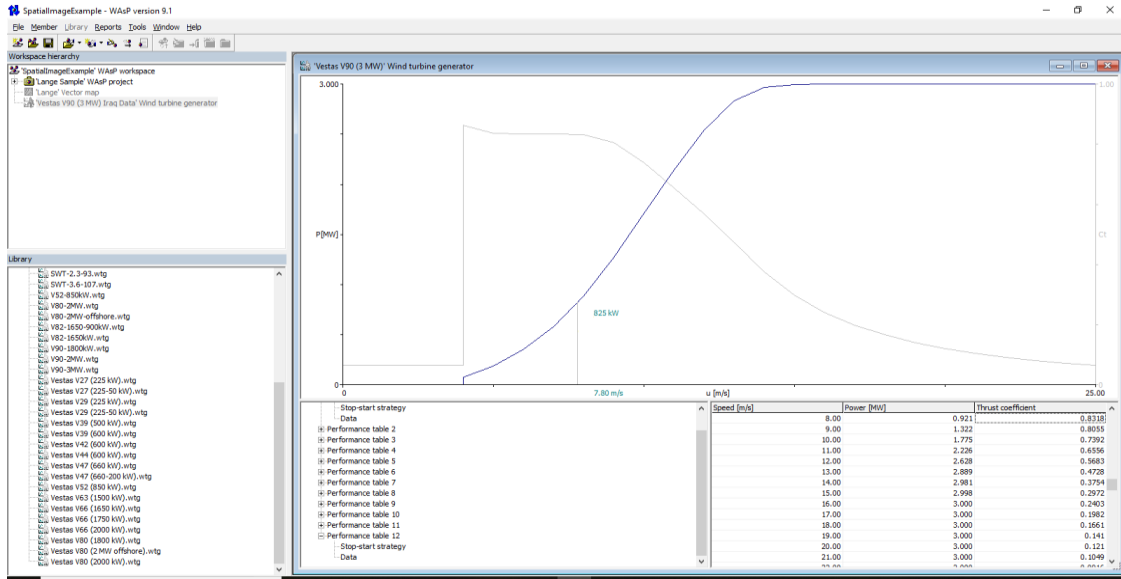 SpatialImageExample - WAsP version 9.1
File Member Library Reports Tools Window Help
Workspace hierarchy
'SpatialImageExample' WAsP workspace
'Lange Sample' WAsP project
'Lange' Vector map
'Vestas V90 (3 MW) Iraq Data' Wind turbine generator
Library
SWT-2.3-93.wtg
SWT-3.6-107.wtg
V52-850kW.wtg
V80-2MW.wtg
V80-2MW-offshore.wtg
V82-1650-900kW.wtg
V82-1650kW.wtg
V90-1800kW.wtg
V90-2MW.wtg
V90-3MW.wtg
Vestas V27 (225 kW).wtg
Vestas V27 (225-50 kW).wtg
Vestas V29 (225 kW).wtg
Vestas V29 (225-50 kW).wtg
Vestas V39 (500 kW).wtg
Vestas V39 (600 kW).wtg
Vestas V42 (600 kW).wtg
Vestas V44 (600 kW).wtg
Vestas V47 (660 kW).wtg
Vestas V47 (660-200 kW).wtg
Vestas V52 (850 kW).wtg
Vestas V63 (1500 kW).wtg
Vestas V66 (1650 kW).wtg
Vestas V66 (1750 kW).wtg
Vestas V66 (2000 kW).wtg
Vestas V80 (1800 kW).wtg
Vestas V80 (2 MW offshore).wtg
Vestas V80 (2000 kW).wtg
'Vestas V90 (3 MW)' Wind turbine generator
3.000 1.00
P[MW] Ct
825 kW
0 0
0 7.80 m/s u [m/s] 25.00
Stop-start strategy
Data
Performance table 2
Performance table 3
Performance table 4
Performance table 5
Performance table 6
Performance table 7
Performance table 8
Performance table 9
Performance table 10
Performance table 11
Performance table 12
Stop-start strategy
Data
Speed [m/s] Power [MW] Thrust coefficient
8.00 0.921 0.8318
9.00 1.322 0.8055
10.00 1.775 0.7392
11.00 2.226 0.6556
12.00 2.628 0.5683
13.00 2.889 0.4728
14.00 2.981 0.3754
15.00 2.998 0.2972
16.00 3.000 0.2403
17.00 3.000 0.1982
18.00 3.000 0.1661
19.00 3.000 0.141
20.00 3.000 0.121
21.00 3.000 0.1049